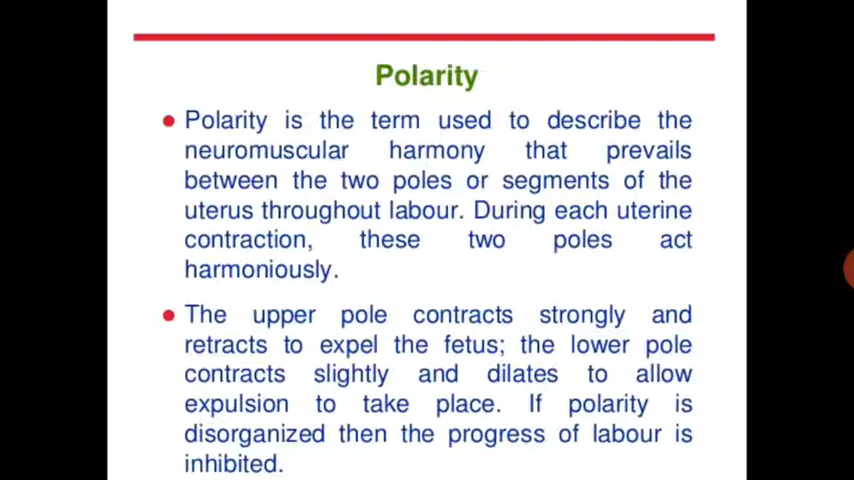 Polarity
Polarity is the term used to describe the
neuromuscular harmony that prevails
between the two poles or segments of the
uterus throughout labour. During each uterine
contraction, these two poles act
harmoniously.
The upper pole contracts strongly and
retracts to expel the fetus; the lower pole
contracts slightly and dilates to allow
expulsion to take place. If polarity is
disorganized then the progress of labour is
inhibited.